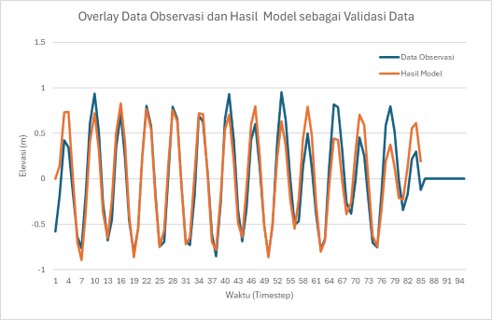 Overlay Data Observasi dan Hasil  Model sebagai Validasi Data
1.5
1
0.5
0
-0.5
-1
Elevasi (m)
Data Observasi
Hasil Model
1 4 7 10 13 16 19 22 25 28 31 34 37 40 43 46 49 52 55 58 61 64 67 70 73 76 79 82 85 88 91 94
Waktu (Timestep)